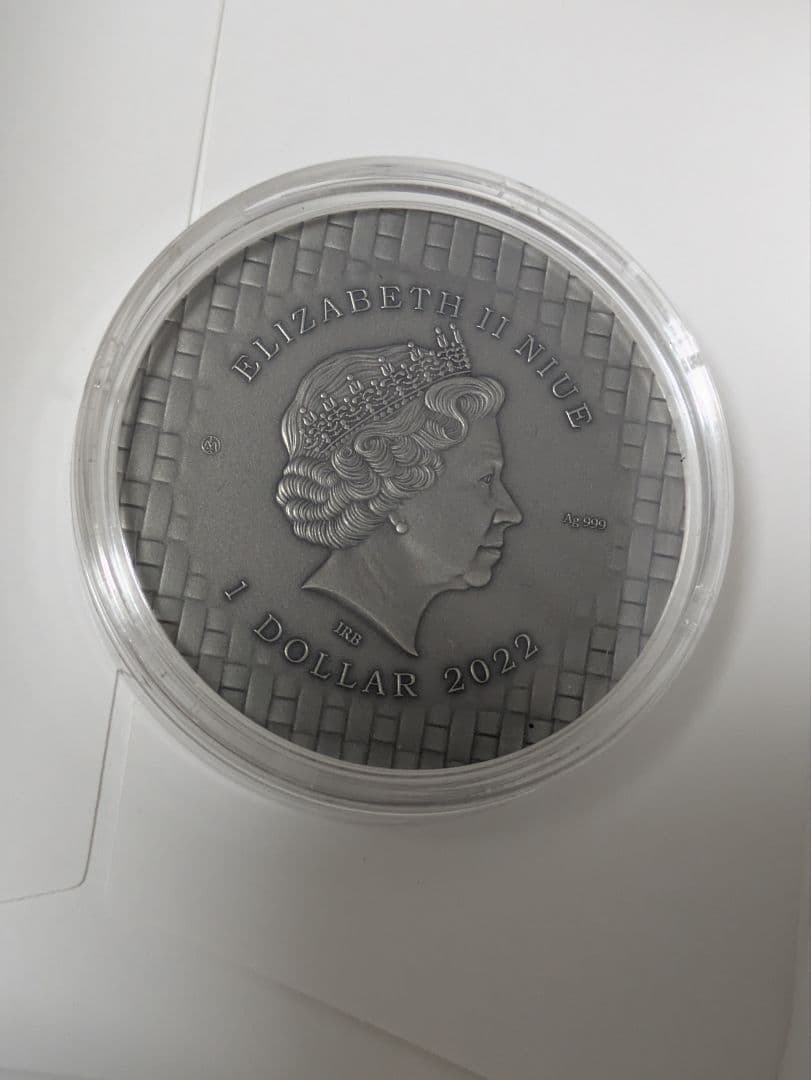 ELIZABETH II NIUE
Ag 999
IRB
1 DOLLAR 2022